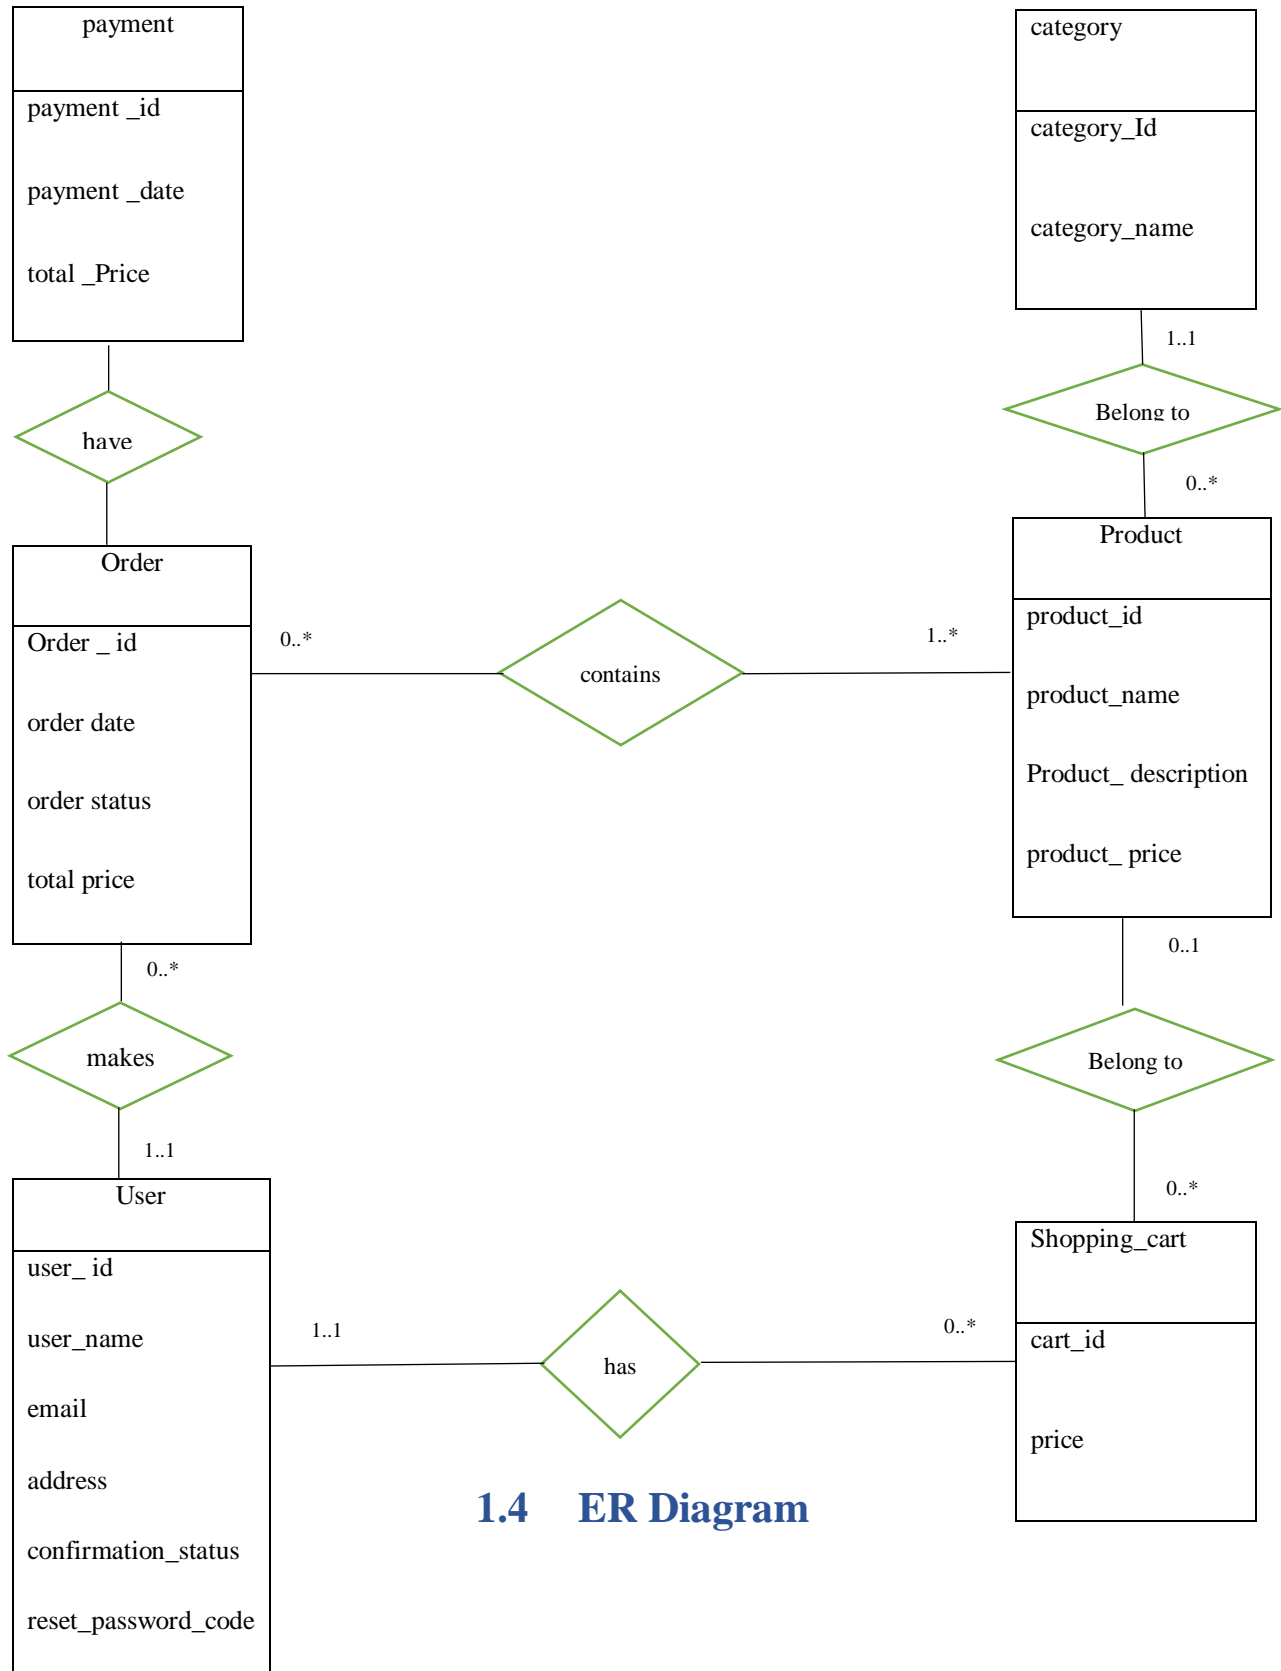 payment
payment _id
payment _date
total _Price
category
category_Id
category_name
1..1
have
Belong to
0..*
Order
Order _ id
order date
order status
total price
0..*
contains
1..*
Product
product_id
product_name
Product_ description
product_ price
0..*
makes
1..1
0..1
Belong to
0..*
User
user_ id
user_name
email
address
confirmation_status
reset_password_code
1..1
has
0..*
Shopping_cart
cart_id
price
1.4 ER Diagram